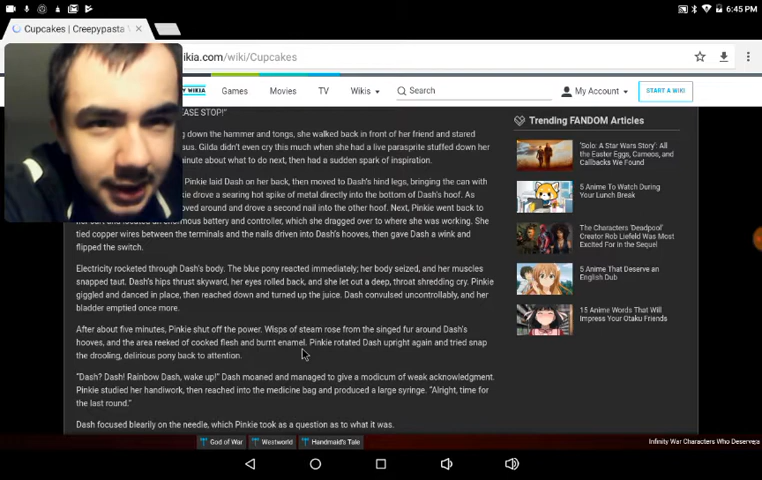 6:45 PM
Cupcakes | Creepypasta
ikia.com/wiki/Cupcakes
WIKIA Games Movies TV Wikis Search My Account START A WIKI
EASE STOP!"
g down the hammer and tongs, she walked back in front of her friend and stared
sus. Gilda didn't even cry this much when she had a live parasprite stuffed down her
minute about what to do next, then had a sudden spark of inspiration.
Pinkie laid Dash on her back, then moved to Dash's hind legs, bringing the can with
kie drove a searing hot spike of metal directly into the bottom of Dash's hoof. As
oved around and drove a second nail into the other hoof. Next, Pinkie went back to
her cart and located an enormous battery and controller, which she dragged over to where she was working. She
tied copper wires between the terminals and the nails driven into Dash's hooves, then gave Dash a wink and
flipped the switch.
Electricity rocketed through Dash's body. The blue pony reacted immediately; her body seized, and her muscles
snapped taut. Dash's hips thrust skyward, her eyes rolled back, and she let out a deep, throat shredding cry. Pinkie
giggled and danced in place, then reached down and turned up the juice. Dash convulsed uncontrollably, and her
bladder emptied once more.
After about five minutes, Pinkie shut off the power. Wisps of steam rose from the singed fur around Dash's
hooves, and the area reeked of cooked flesh and burnt enamel. Pinkie rotated Dash upright again and tried snap
the drooling, delirious pony back to attention.
"Dash? Dash! Rainbow Dash, wake up!" Dash moaned and managed to give a modicum of weak acknowledgment.
Pinkie studied her handiwork, then reached into the medicine bag and produced a large syringe. "Alright, time for
the last round."
Dash focused blearily on the needle, which Pinkie took as a question as to what it was.
Trending FANDOM Articles
'Solo: A Star Wars Story': All
the Easter Eggs, Cameos, and
Callbacks We Found
5 Anime To Watch During
Your Lunch Break
The Characters 'Deadpool'
Creator Rob Liefeld Was Most
Excited For In the Sequel
5 Anime That Deserve an
English Dub
15 Anime Words That Will
Impress Your Otaku Friends
God of War Westworld Handmaid's Tale
Infinity War Characters Who Deserve